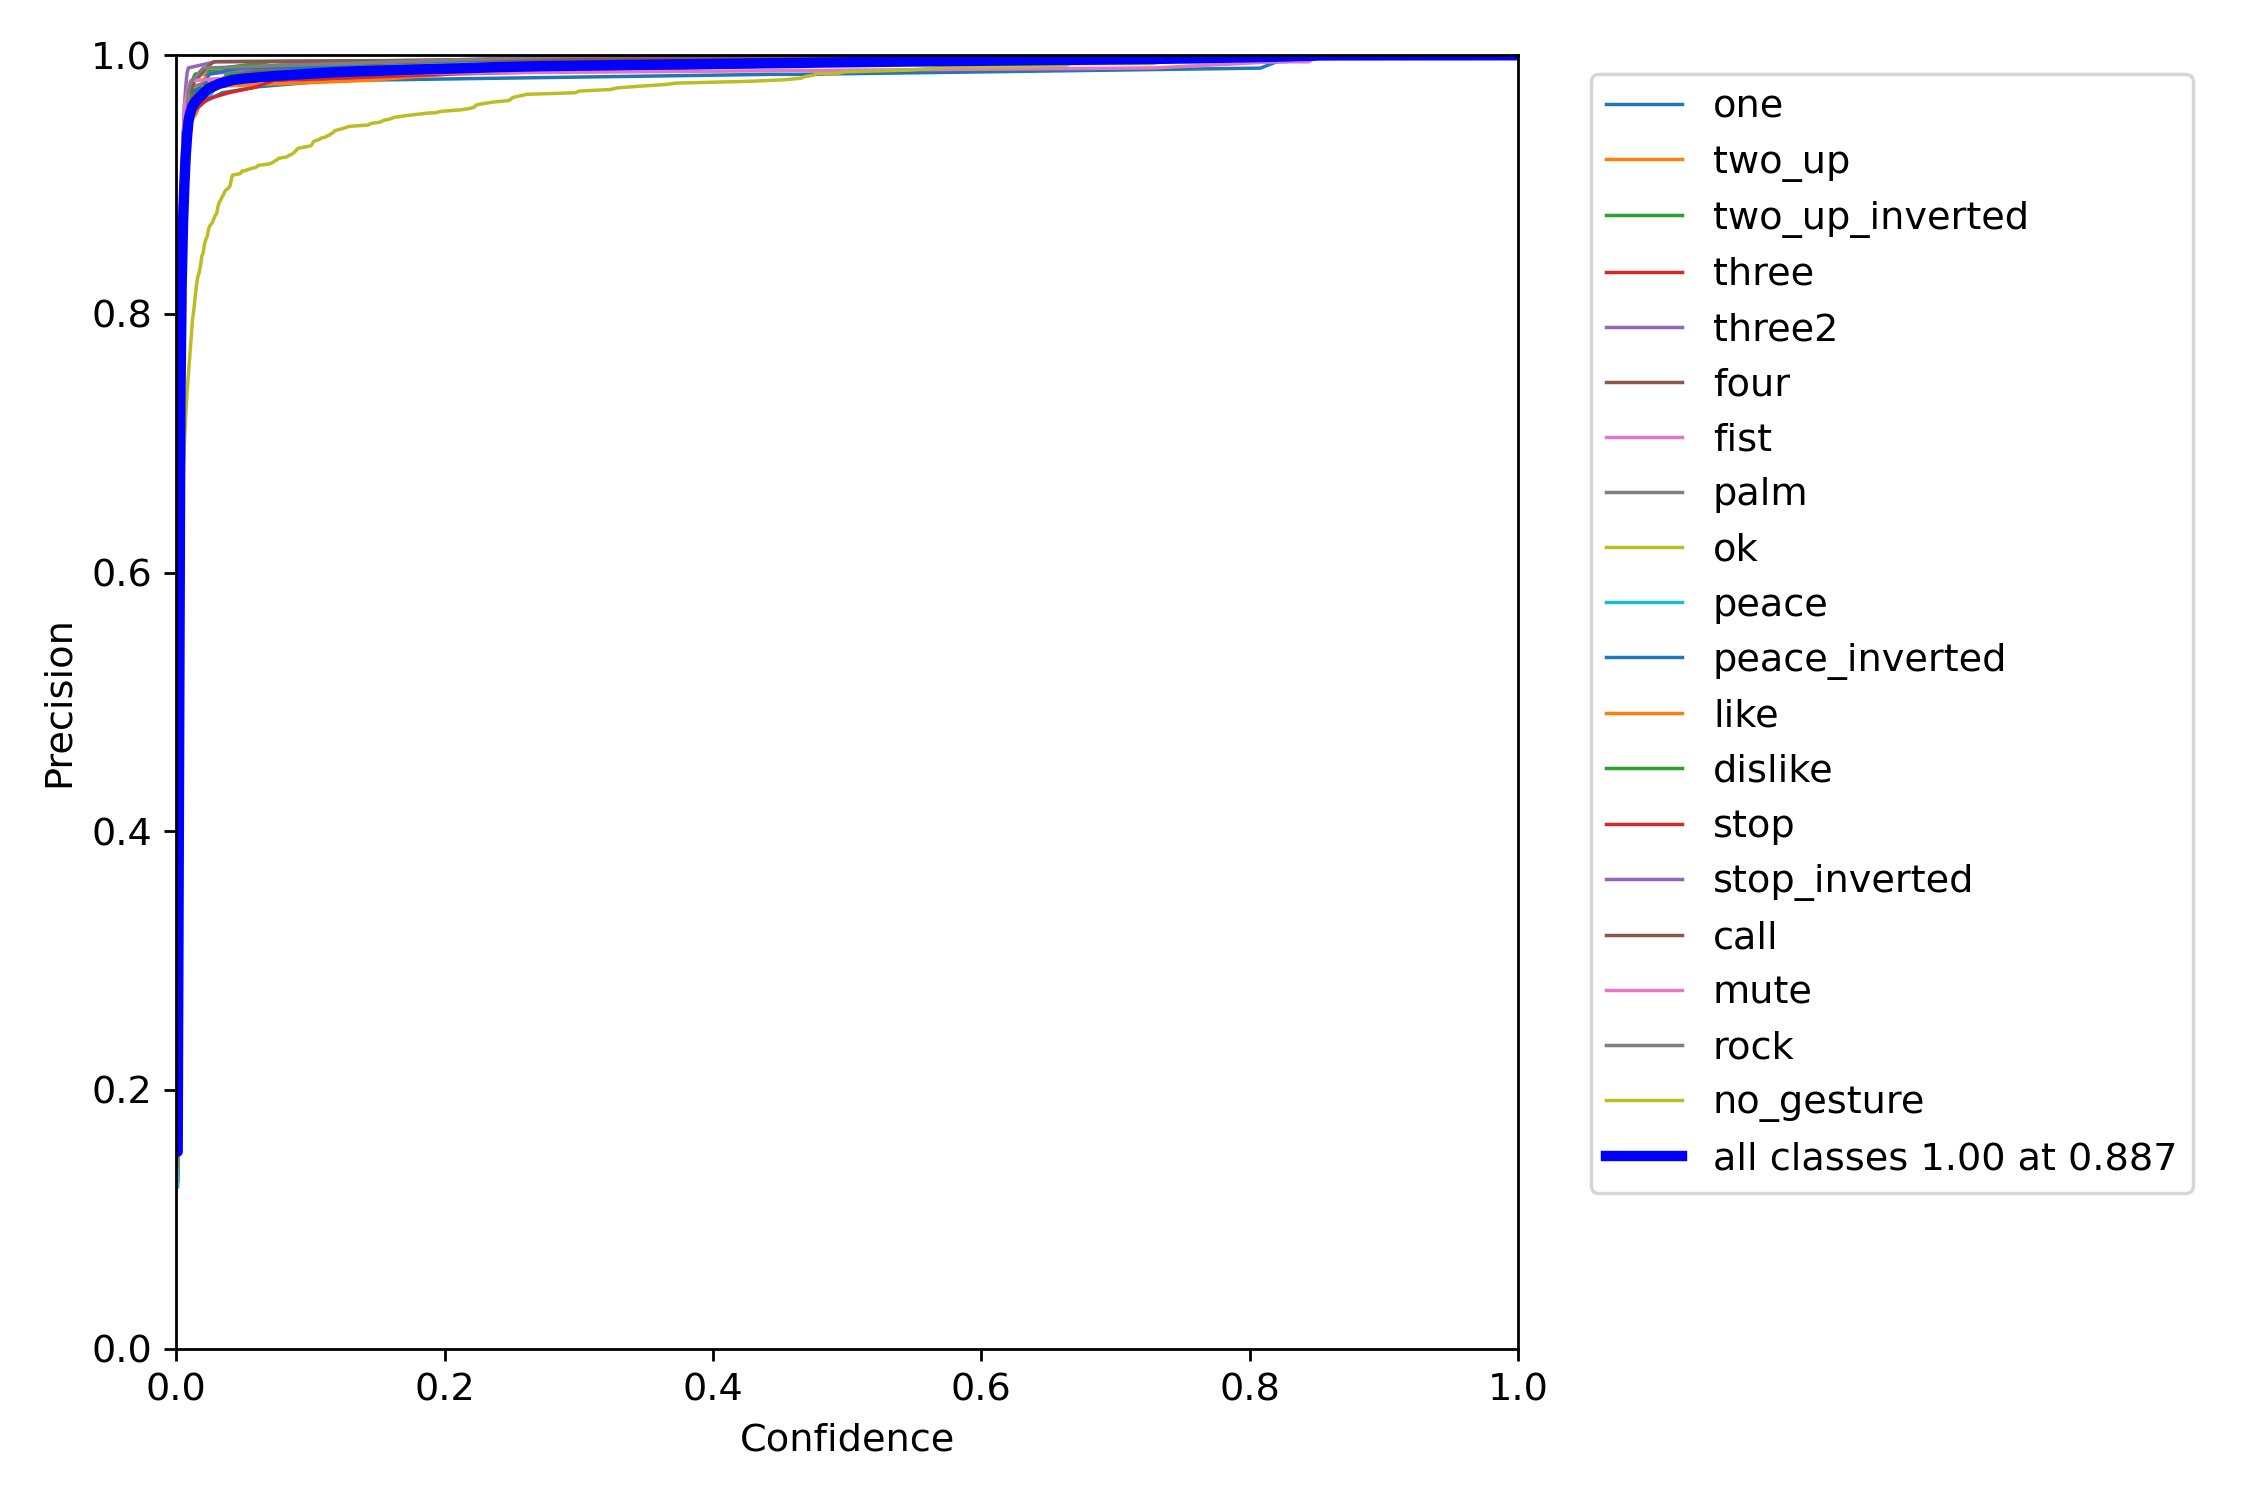 1.0
0.8
0.6
0.4
0.2
0.0
Precision
0.0 0.2 0.4 0.6 0.8 1.0
Confidence
one
two_up
two_up_inverted
three
three2
four
fist
palm
ok
peace
peace_inverted
like
dislike
stop
stop_inverted
call
mute
rock
no_gesture
all classes 1.00 at 0.887